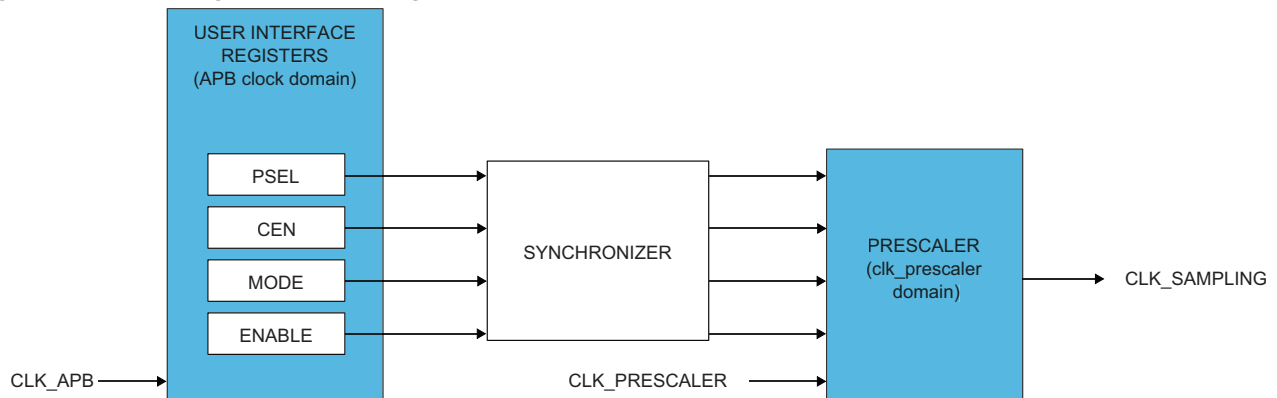 USER INTERFACE
REGISTERS
(APB clock domain)
PSEL
CEN
MODE
ENABLE
CLK_APB
SYNCHRONIZER
CLK_PRESCALER
PRESCALER
(clk_prescaler
domain)
CLK_SAMPLING